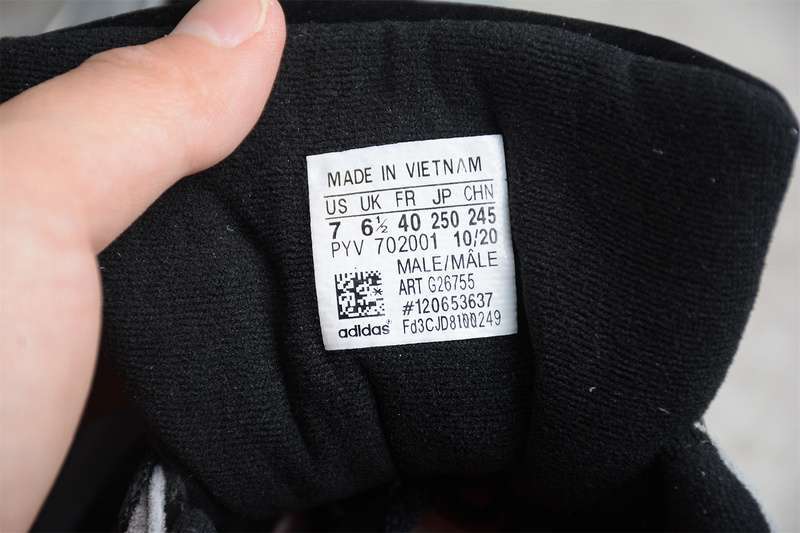 MADE IN VIETNAM
US UK FR JP CHN
7 6½ 40 250 245
PYV 702001 10/20
MALE/MÂLE
ART G26755
#120653637
Fd3CJD8100249
adidas